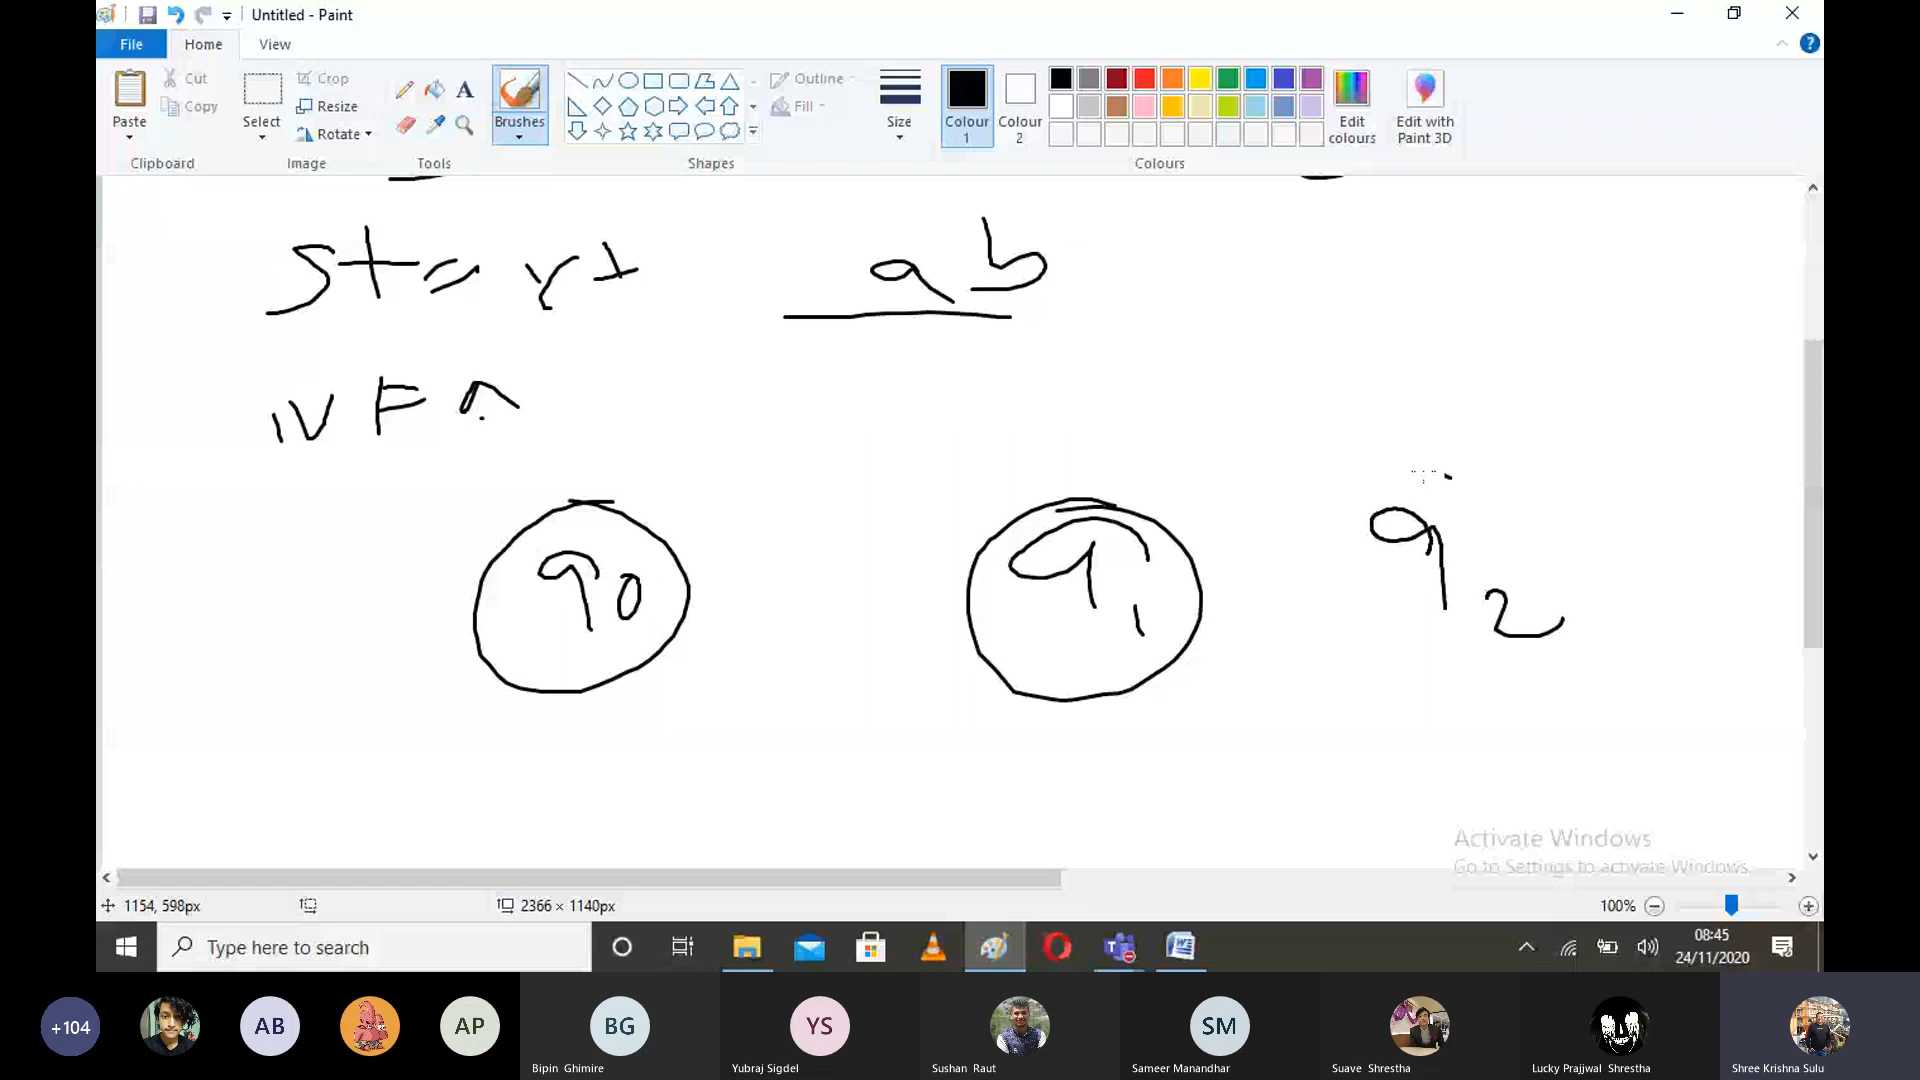 Untitled - Paint
File Home View
Paste Cut Copy Select Crop Resize Rotate Brushes Outline Fill Size Colour 1 Colour 2 Edit colours Edit with Paint 3D
Clipboard Image Tools Shapes Colours
ab
NFA
q0 q1 q2
Activate Windows
Go to Settings to activate Windows.
1154, 598px 2366 × 1140px 100%
Type here to search
08:45
24/11/2020
+104 AB AP BG YS SM
Bipin Ghimire Yubraj Sigdel Sushan Raut Sameer Manandhar Suave Shrestha Lucky Prajjwal Shrestha Shree Krishna Sulu